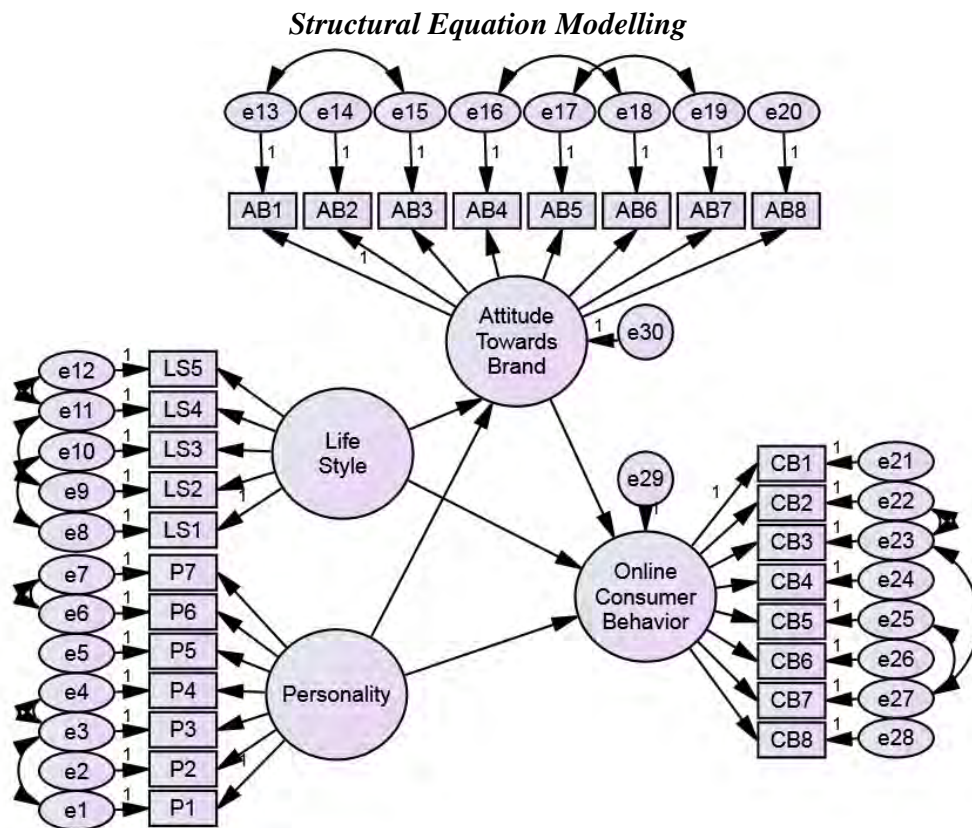 Structural Equation Modelling
e13 e14 e15 e16 e17 e18 e19 e20
1 1 1 1 1 1 1 1
AB1 AB2 AB3 AB4 AB5 AB6 AB7 AB8
1
Attitude
Towards
Brand
1 e30
e12 1 LS5
e11 1 LS4
e10 1 LS3
e9 1 LS2
e8 1 LS1
1
Life
Style
e7 1 P7
e6 1 P6
e5 1 P5
e4 1 P4
e3 1 P3
e2 1 P2
e1 1 P1
1
Personality
e29
1
Online
Consumer
Behavior
1
CB1 1 e21
CB2 1 e22
CB3 1 e23
CB4 1 e24
CB5 1 e25
CB6 1 e26
CB7 1 e27
CB8 1 e28